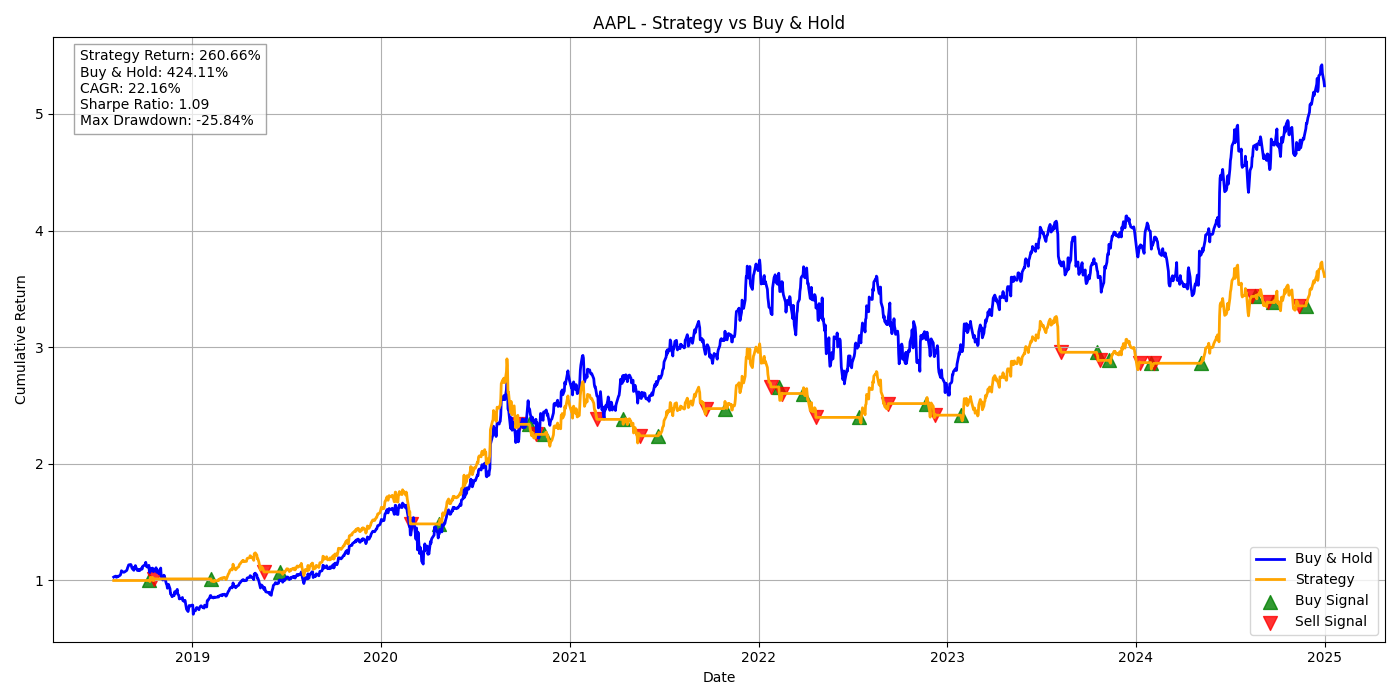 AAPL - Strategy vs Buy & Hold
Strategy Return: 260.66%
Buy & Hold: 424.11%
CAGR: 22.16%
Sharpe Ratio: 1.09
Max Drawdown: -25.84%
Cumulative Return
5
4
3
2
1
Buy & Hold
Strategy
Buy Signal
Sell Signal
2019 2020 2021 2022 2023 2024 2025
Date